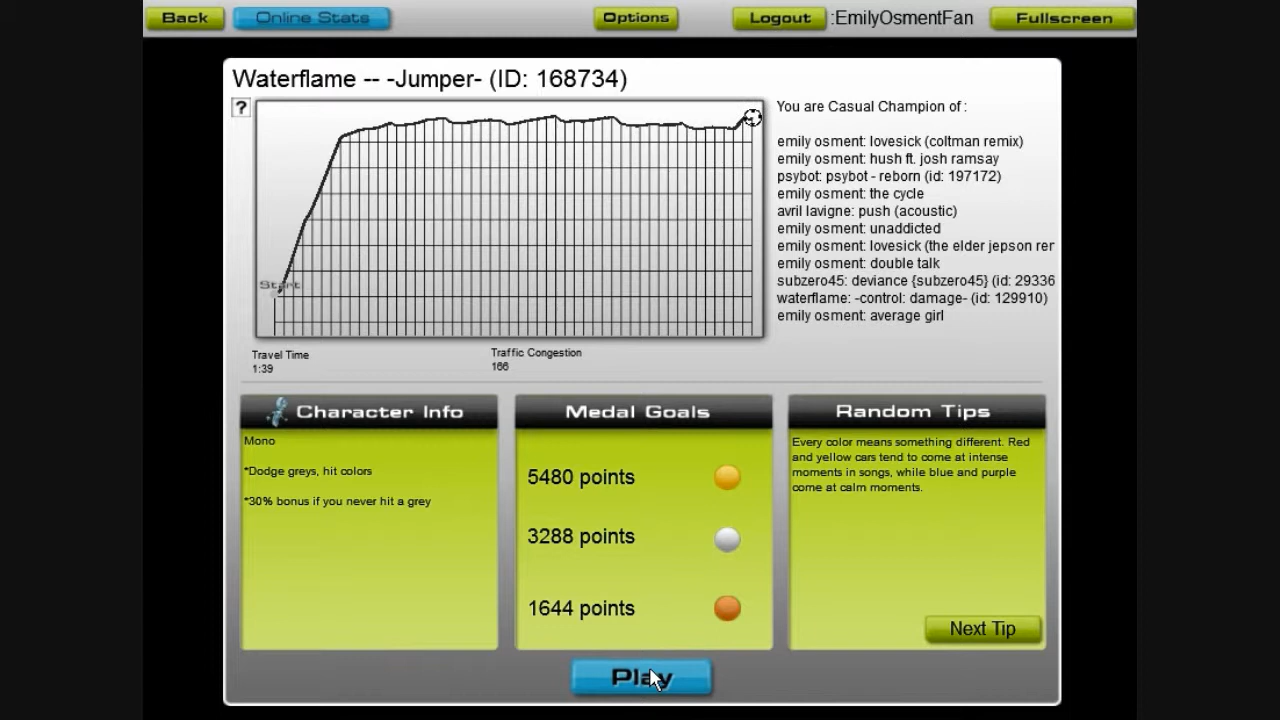 Back
Online Stats
Options
Logout
:EmilyOsmentFan
Fullscreen
Waterflame -- -Jumper- (ID: 168734)
?
Start
Travel Time
1:39
Traffic Congestion
166
You are Casual Champion of :
emily osment: lovesick (coltman remix)
emily osment: hush ft. josh ramsay
psybot: psybot - reborn (id: 197172)
emily osment: the cycle
avril lavigne: push (acoustic)
emily osment: unaddicted
emily osment: lovesick (the elder jepson rer
emily osment: double talk
subzero45: deviance {subzero45} (id: 29336
waterflame: -control: damage- (id: 129910)
emily osment: average girl
Character Info
Mono
*Dodge greys, hit colors
*30% bonus if you never hit a grey
Medal Goals
5480 points
3288 points
1644 points
Random Tips
Every color means something different. Red
and yellow cars tend to come at intense
moments in songs, while blue and purple
come at calm moments.
Next Tip
Play